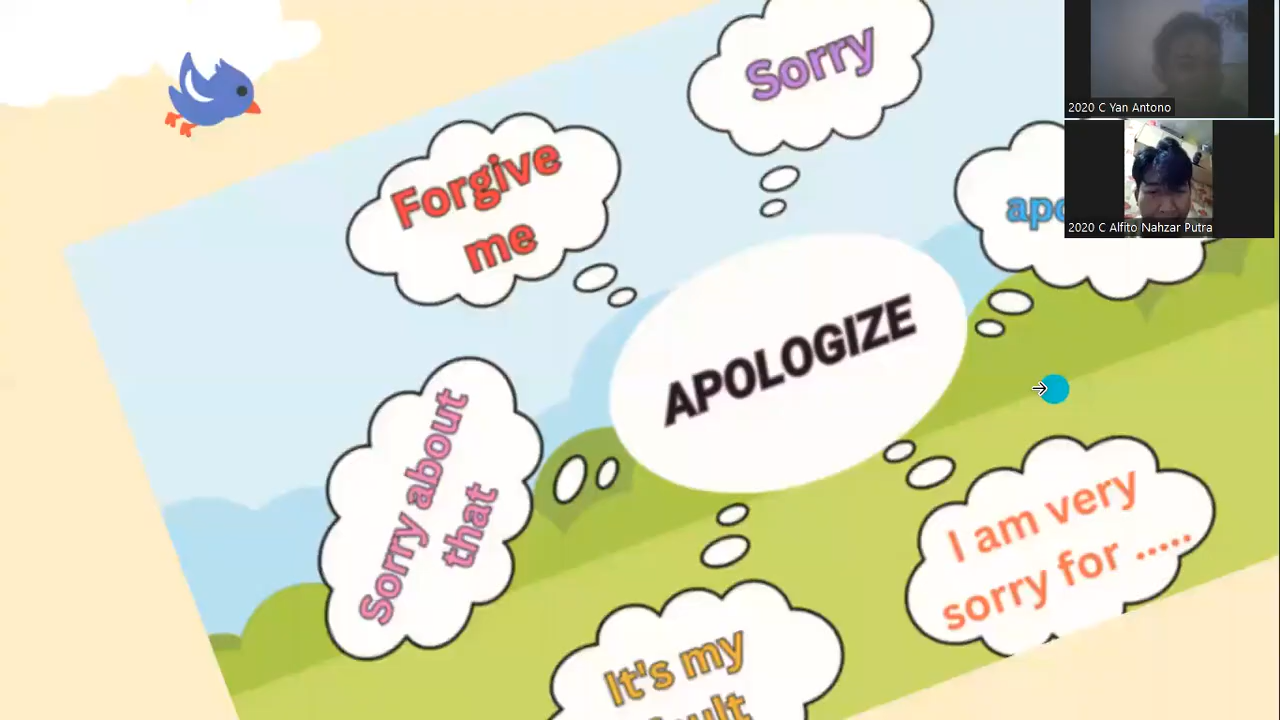 Sorry
2020 C Yan Antono
Forgive
me
2020 C Alfito Nahzar Putra
APOLOGIZE
Sorry about
that
I am very
sorry for .....
It's my